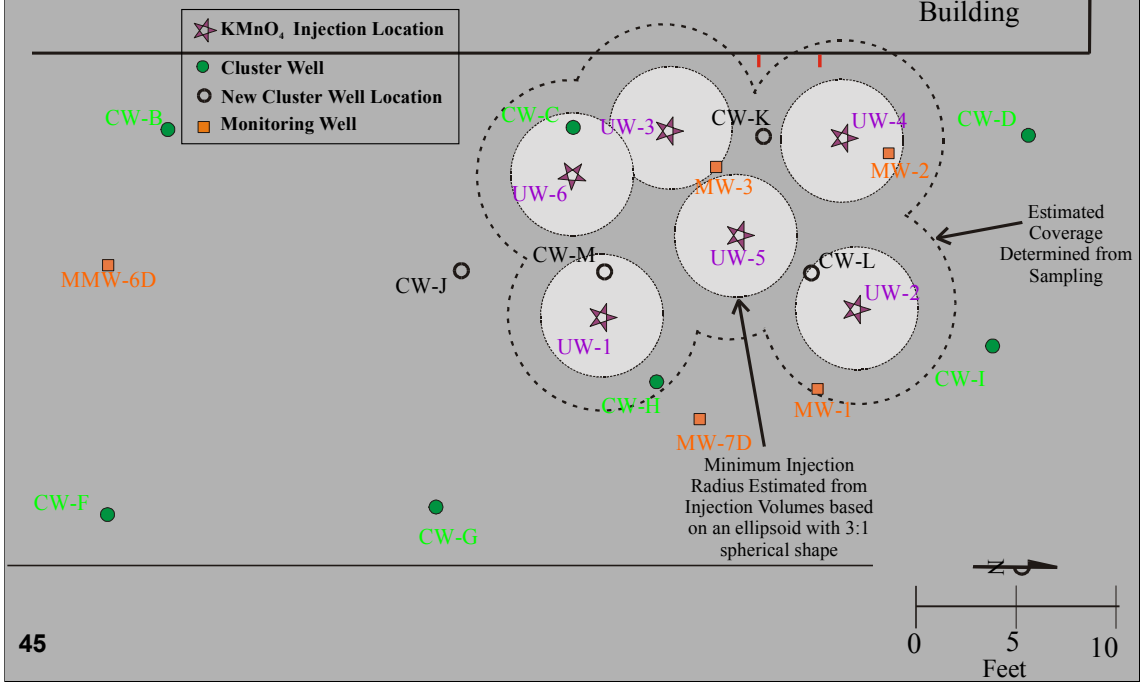 Building
KMnO₄ Injection Location
Cluster Well
New Cluster Well Location
Monitoring Well
CW-B
CW-C
UW-3
CW-K
UW-4
CW-D
MW-2
MW-3
UW-6
Estimated
Coverage
Determined from
Sampling
CW-M
UW-5
CW-L
MMW-6D
CW-J
UW-2
UW-1
CW-I
CW-H
MW-1
MW-7D
Minimum Injection
Radius Estimated from
Injection Volumes based
on an ellipsoid with 3:1
spherical shape
CW-F
CW-G
N
45
0 5 10
Feet